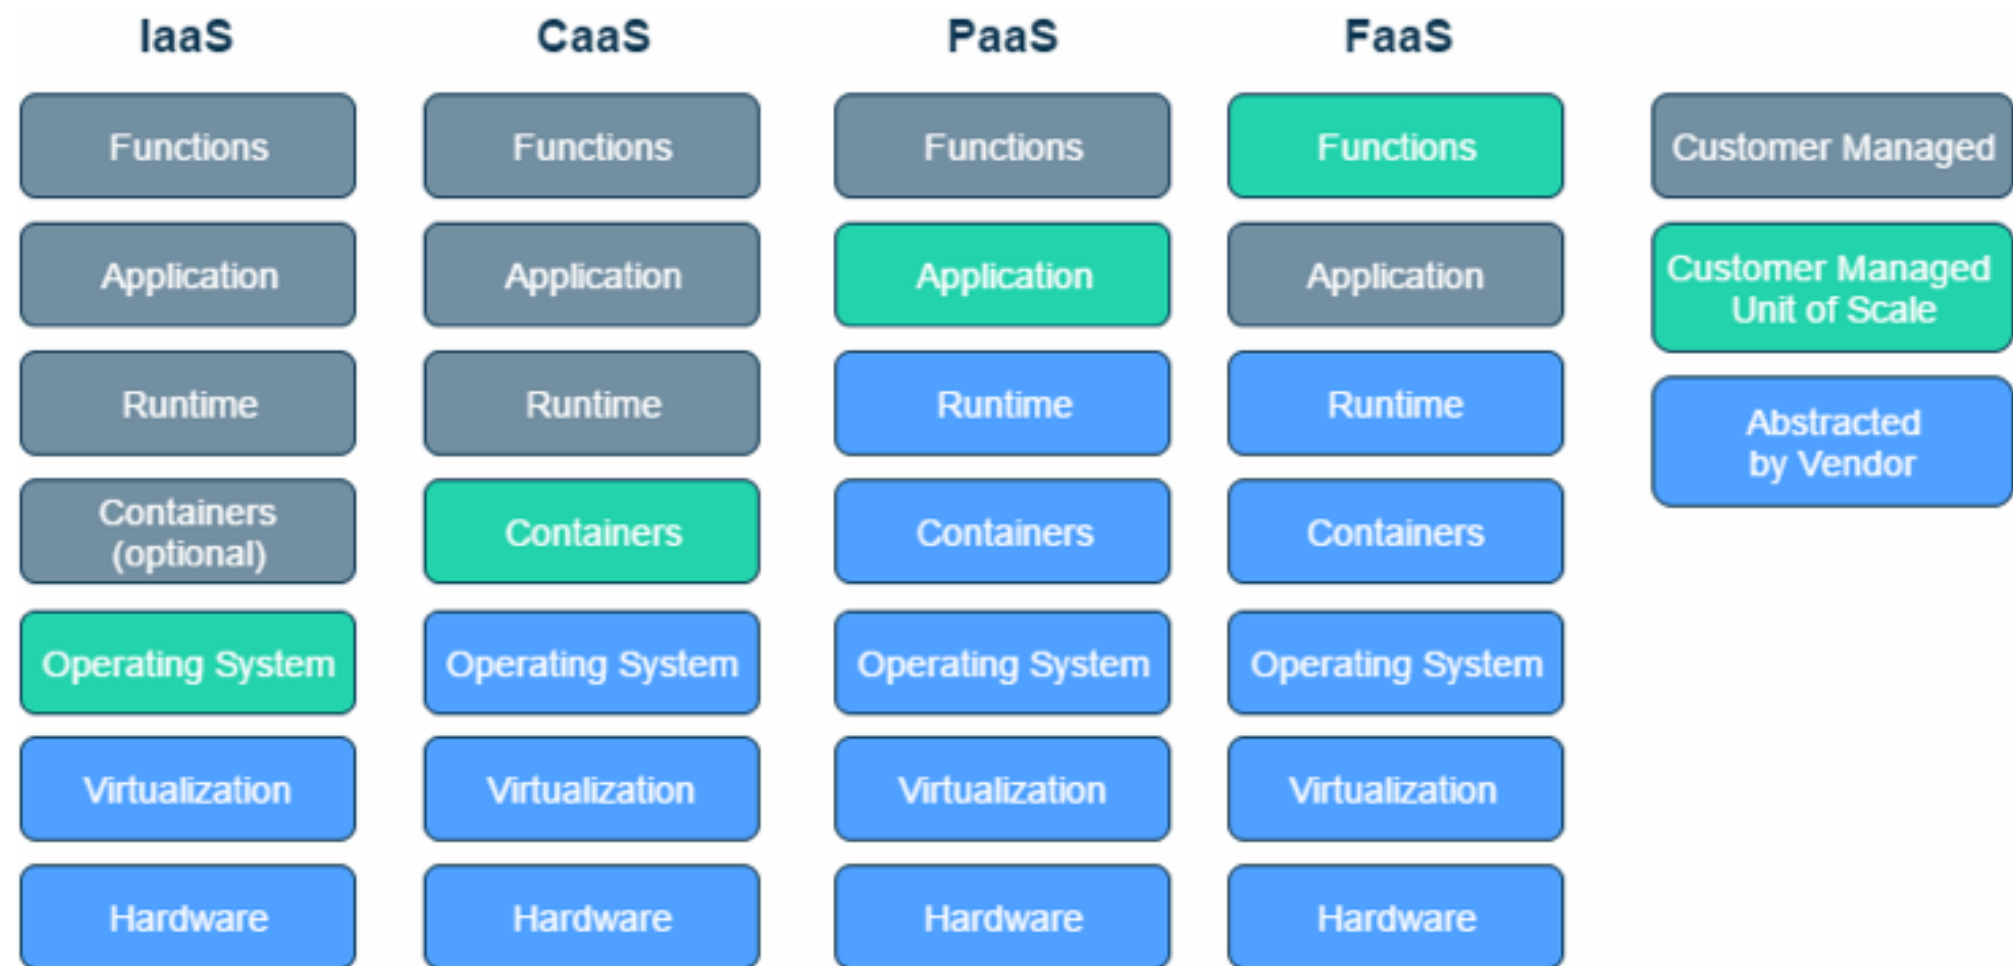 IaaS CaaS PaaS FaaS
Functions Functions Functions Functions Customer Managed
Application Application Application Application Customer Managed
Unit of Scale
Runtime Runtime Runtime Runtime Abstracted
by Vendor
Containers
(optional) Containers Containers Containers
Operating System Operating System Operating System Operating System
Virtualization Virtualization Virtualization Virtualization
Hardware Hardware Hardware Hardware